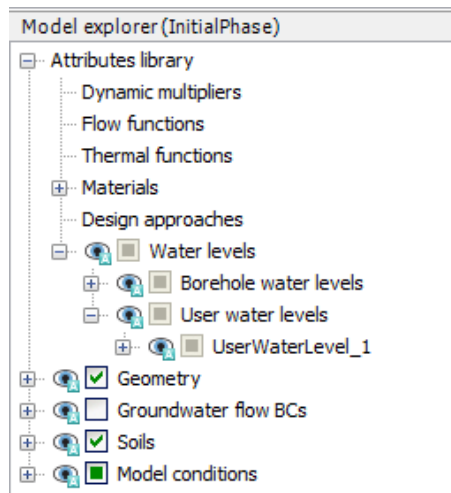 Model explorer (InitialPhase)
Attributes library
Dynamic multipliers
Flow functions
Thermal functions
Materials
Design approaches
Water levels
Borehole water levels
User water levels
UserWaterLevel_1
Geometry
Groundwater flow BCs
Soils
Model conditions